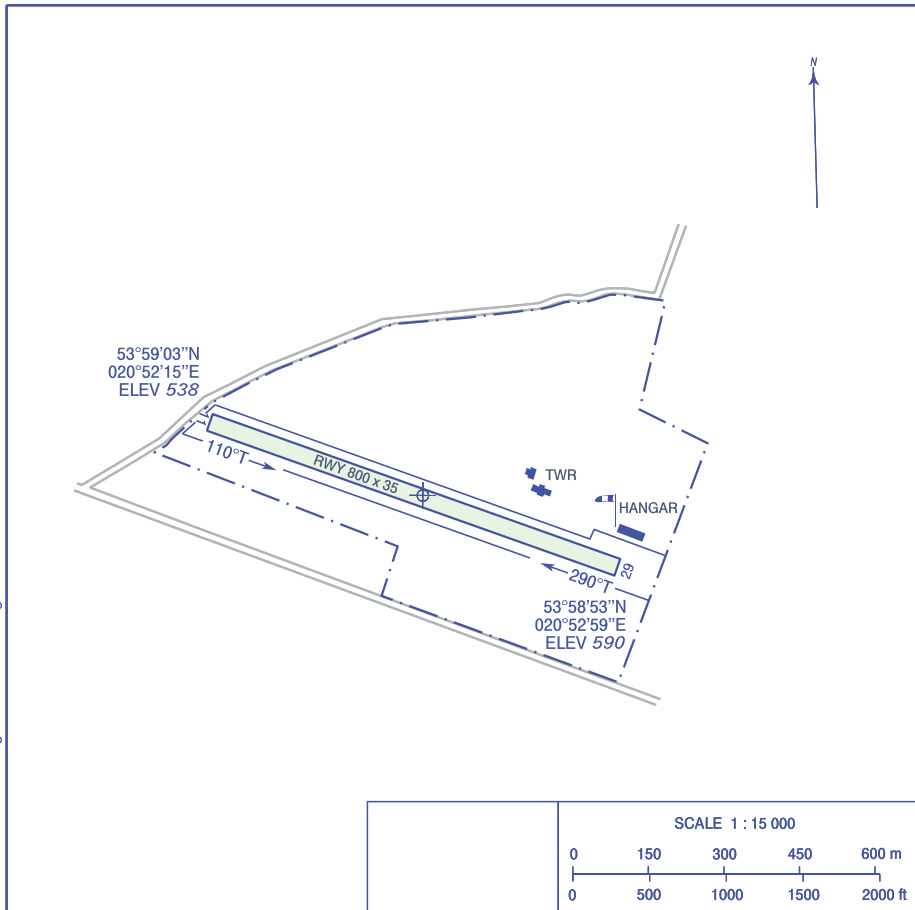 N
53°59'03"N
020°52'15"E
ELEV 538
110°T
RWY 800 x 35
TWR
HANGAR
29
290°T
53°58'53"N
020°52'59"E
ELEV 590
SCALE 1 : 15 000
0 150 300 450 600 m
0 500 1000 1500 2000 ft